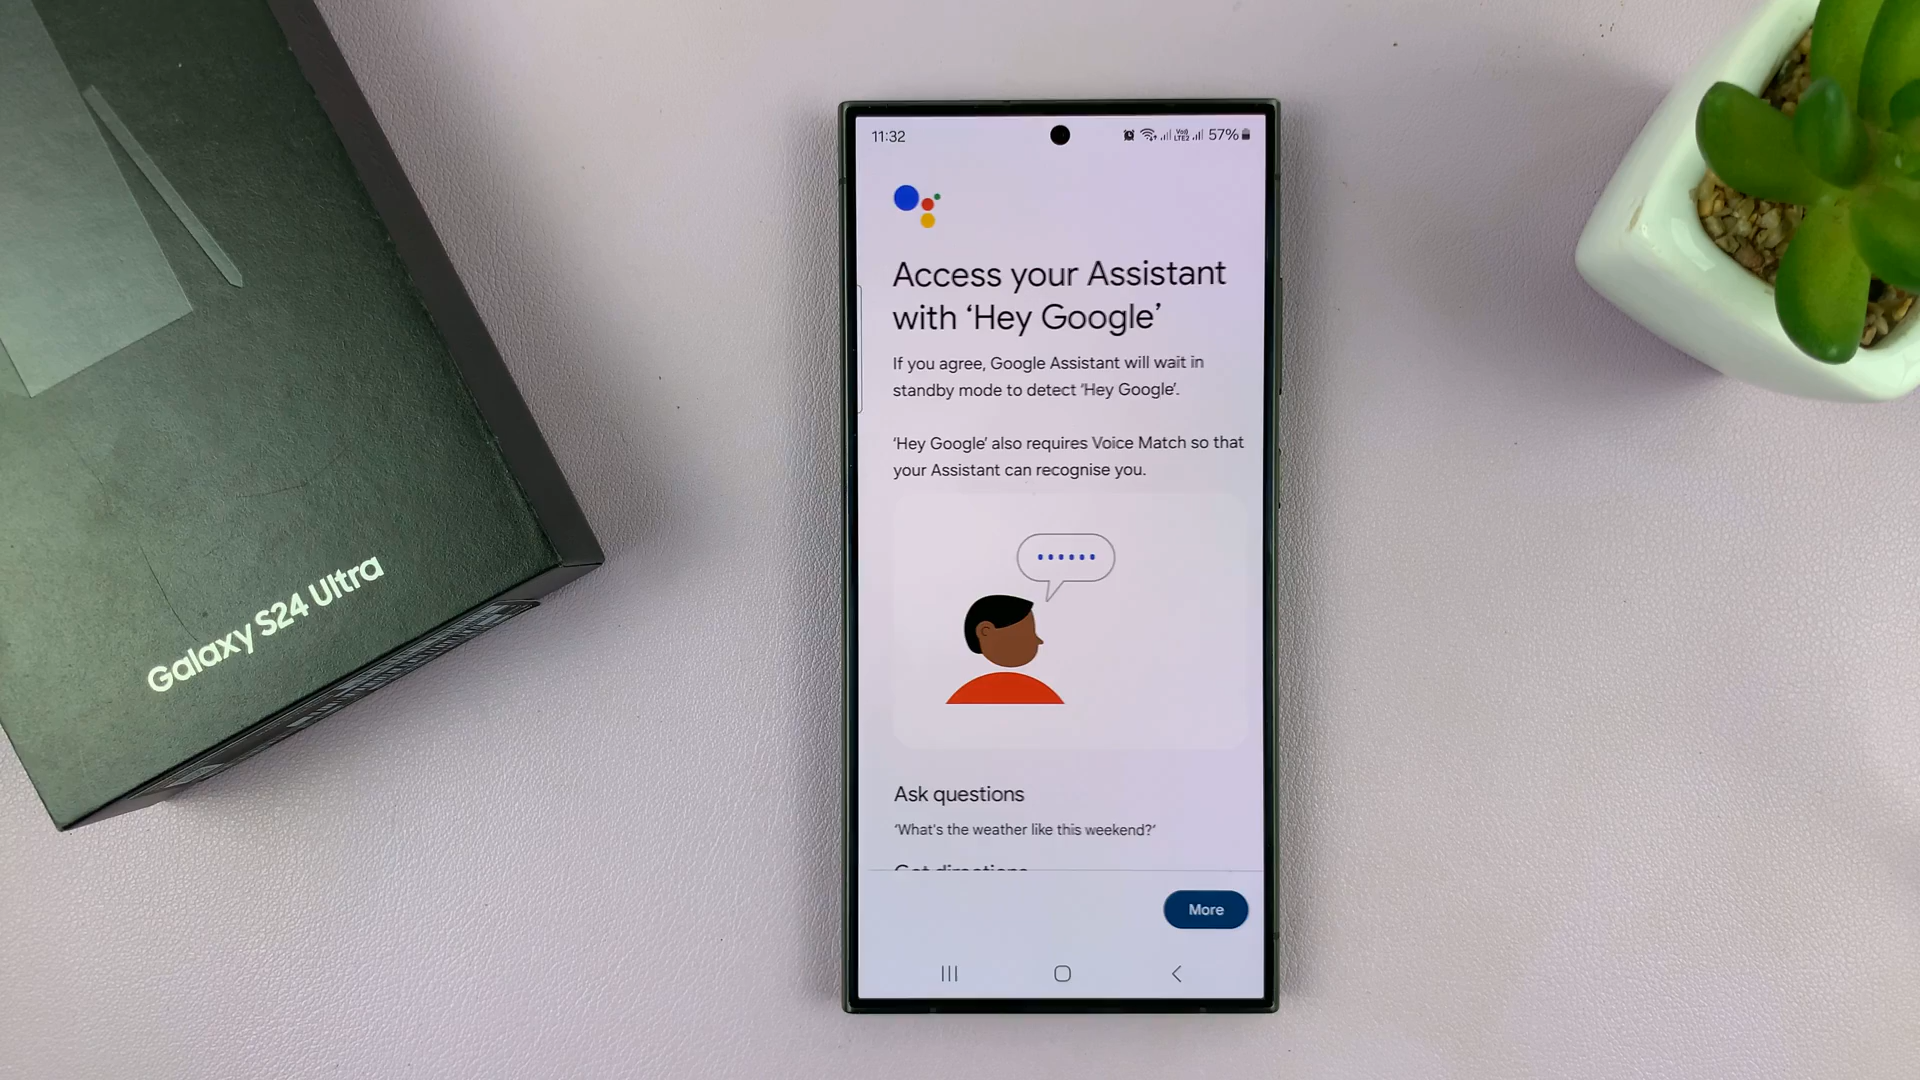 Galaxy S24 Ultra
11:32
57%
Access your Assistant
with ‘Hey Google’
If you agree, Google Assistant will wait in
standby mode to detect ‘Hey Google’.
‘Hey Google’ also requires Voice Match so that
your Assistant can recognise you.
Ask questions
‘What's the weather like this weekend?’
More